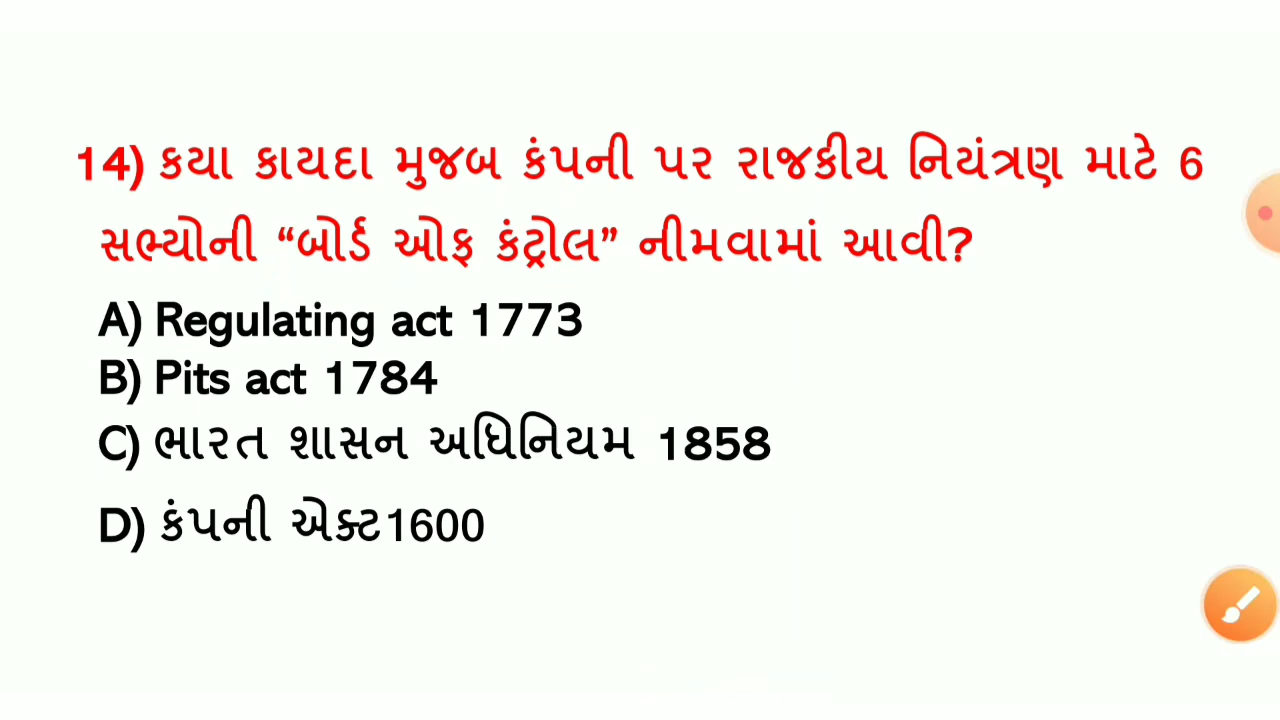 14) કયા કાયદા મુજબ કંપની પર રાજકીય નિયંત્રણ માટે 6
સભ્યોની “બોર્ડ ઓફ કંટ્રોલ” નીમવામાં આવી?
A) Regulating act 1773
B) Pits act 1784
C) ભારત શાસન અધિનિયમ 1858
D) કંપની એક્ટ1600